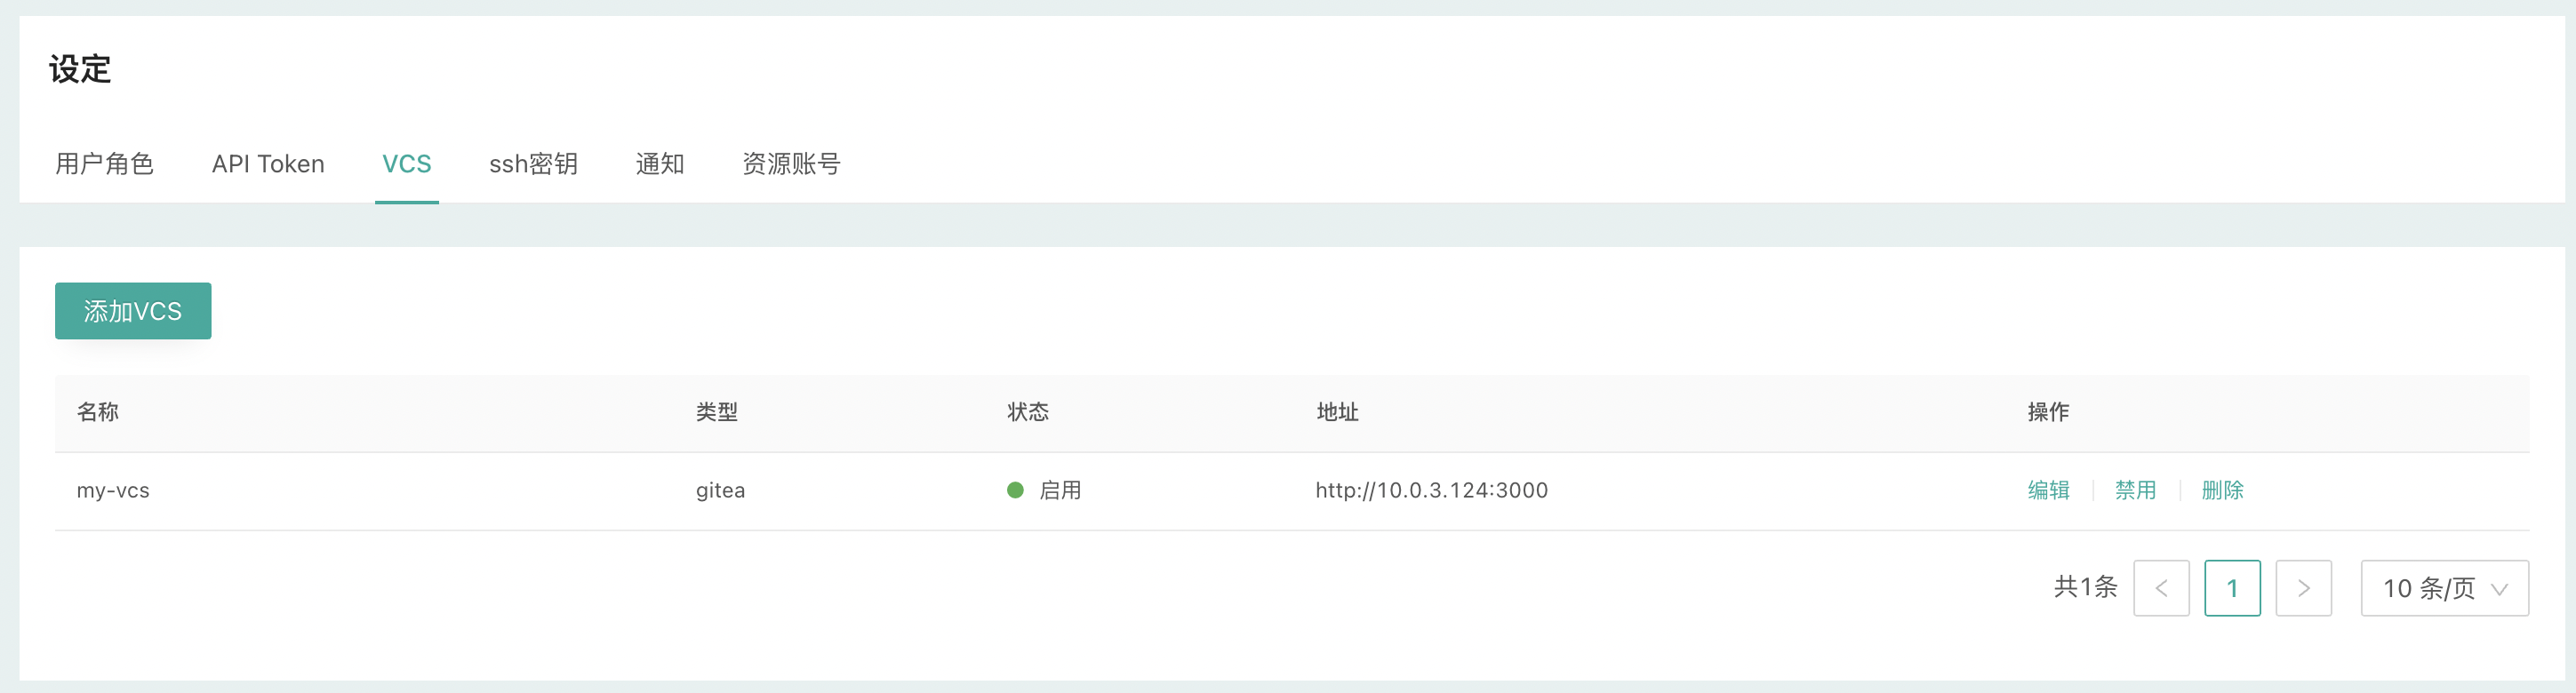 设定
用户角色 API Token VCS ssh密钥 通知 资源账号
添加VCS
名称 类型 状态 地址 操作
my-vcs gitea 启用 http://10.0.3.124:3000 编辑 禁用 删除
共1条 < 1 > 10 条/页